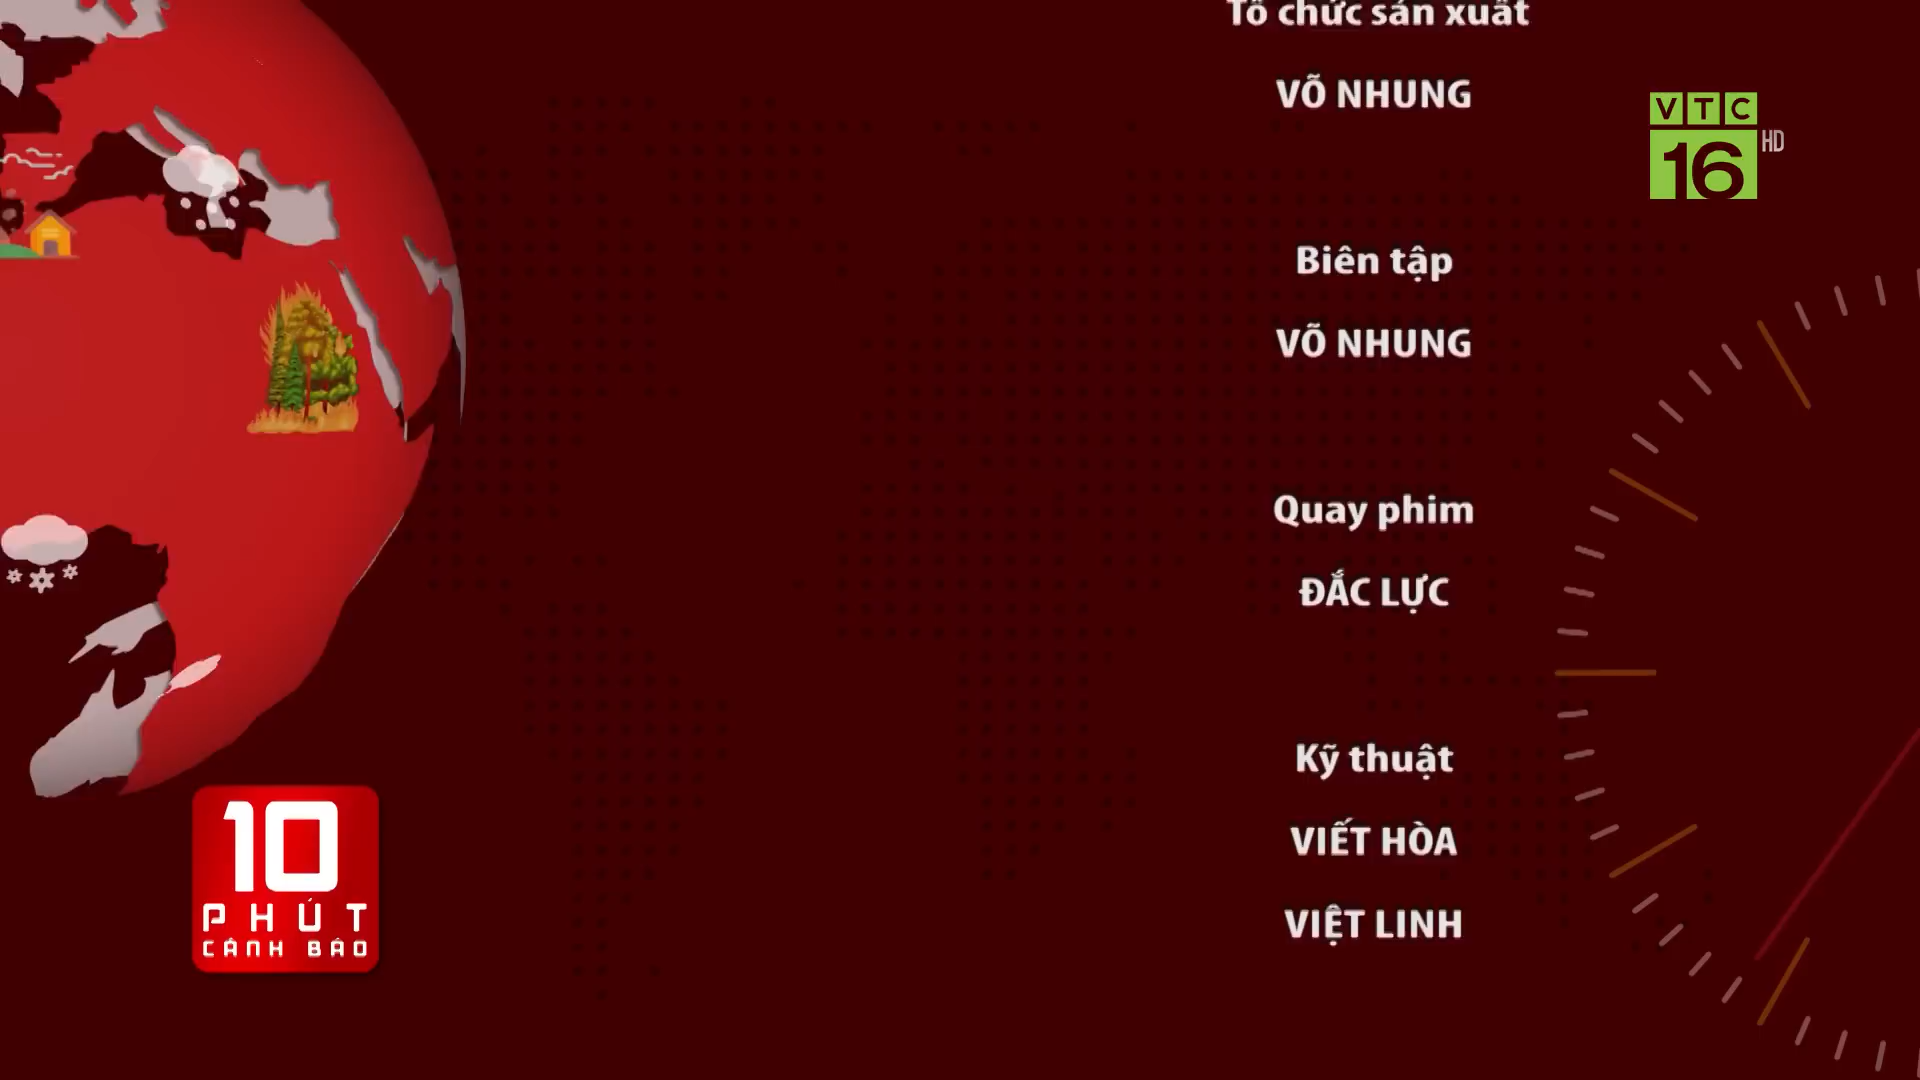 Tổ chức sản xuất
VÕ NHUNG
VTC
16
HD
Biên tập
VÕ NHUNG
Quay phim
ĐẮC LỰC
Kỹ thuật
VIẾT HÒA
VIỆT LINH
10
PHÚT
CẢNH BÁO